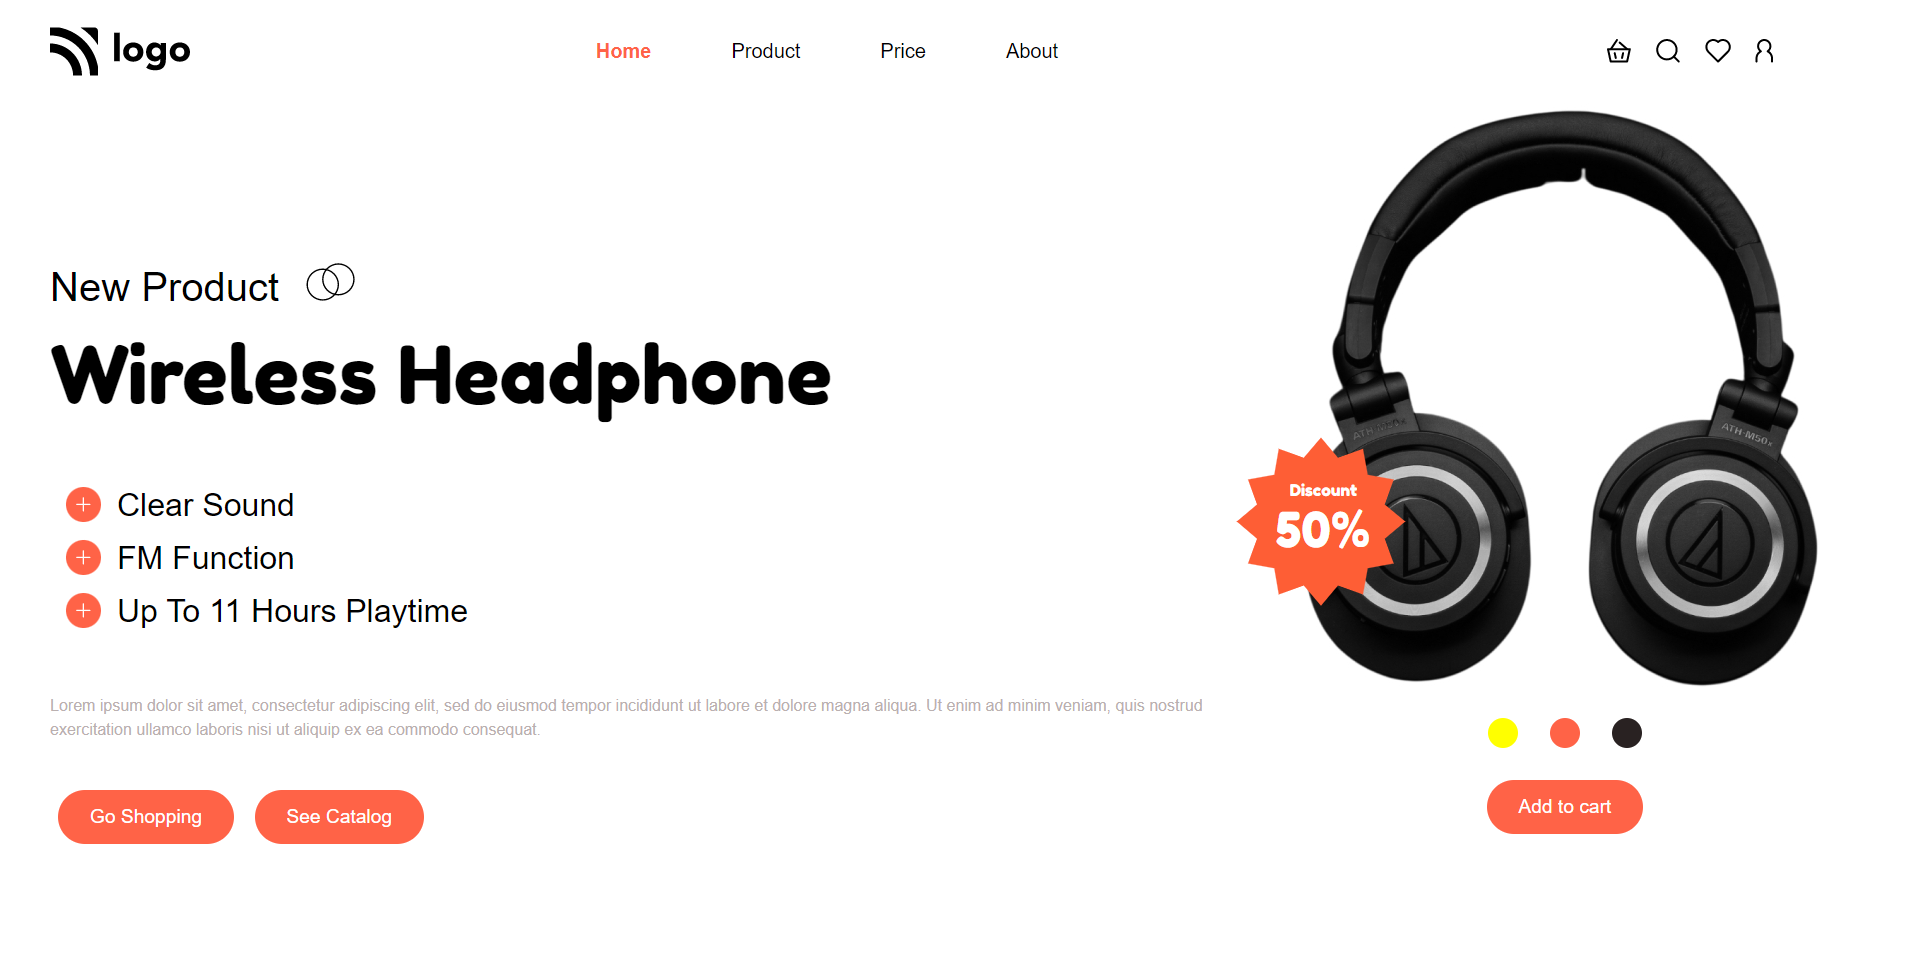 logo
Home
Product
Price
About
New Product
Wireless Headphone
Clear Sound
FM Function
Up To 11 Hours Playtime
Lorem ipsum dolor sit amet, consectetur adipiscing elit, sed do eiusmod tempor incididunt ut labore et dolore magna aliqua. Ut enim ad minim veniam, quis nostrud
exercitation ullamco laboris nisi ut aliquip ex ea commodo consequat.
Go Shopping
See Catalog
ATH-M50x
ATH-M50x
Discount
50%
Add to cart